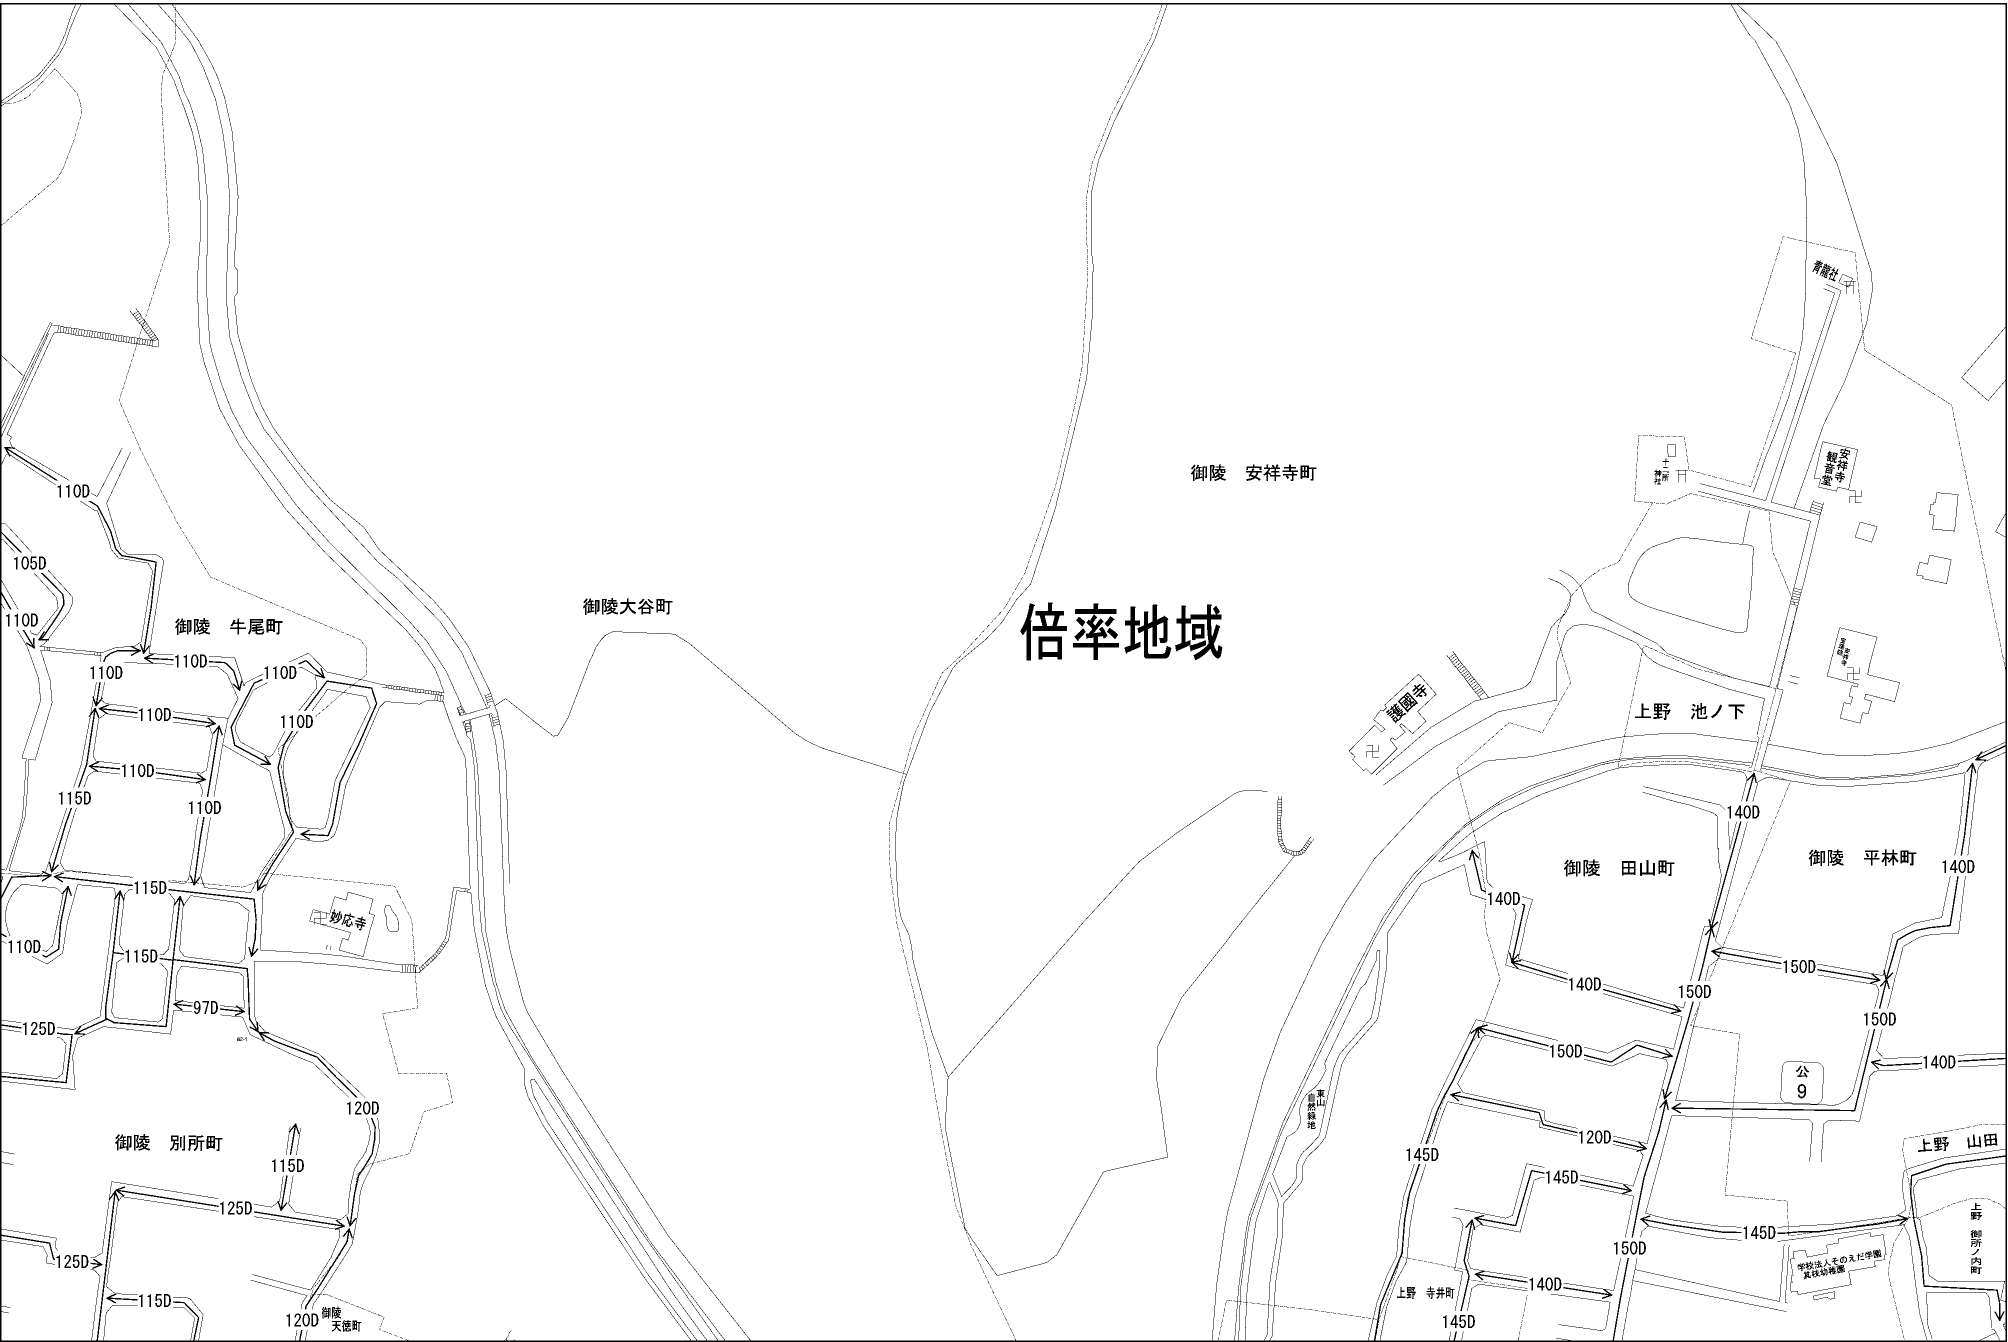 青龍社
安祥寺
観音堂
十二所
神社
御陵　安祥寺町
110D
105D
110D
御陵大谷町
倍率地域
御陵　牛尾町
110D
110D
110D
110D
110D
護國寺
上野　池ノ下
110D
115D
110D
140D
御陵　田山町
御陵　平林町
140D
115D
140D
妙応寺
110D
115D
150D
140D
150D
97D
125D
150D
150D
140D
公
9
120D
東山
自然緑地
120D
御陵　別所町
上野　山田
115D
145D
145D
125D
上野　御所ノ内町
145D
150D
125D
学校法人そのえだ学園
真枝幼稚園
140D
上野　寺井町
115D
120D
御陵
天徳町
145D